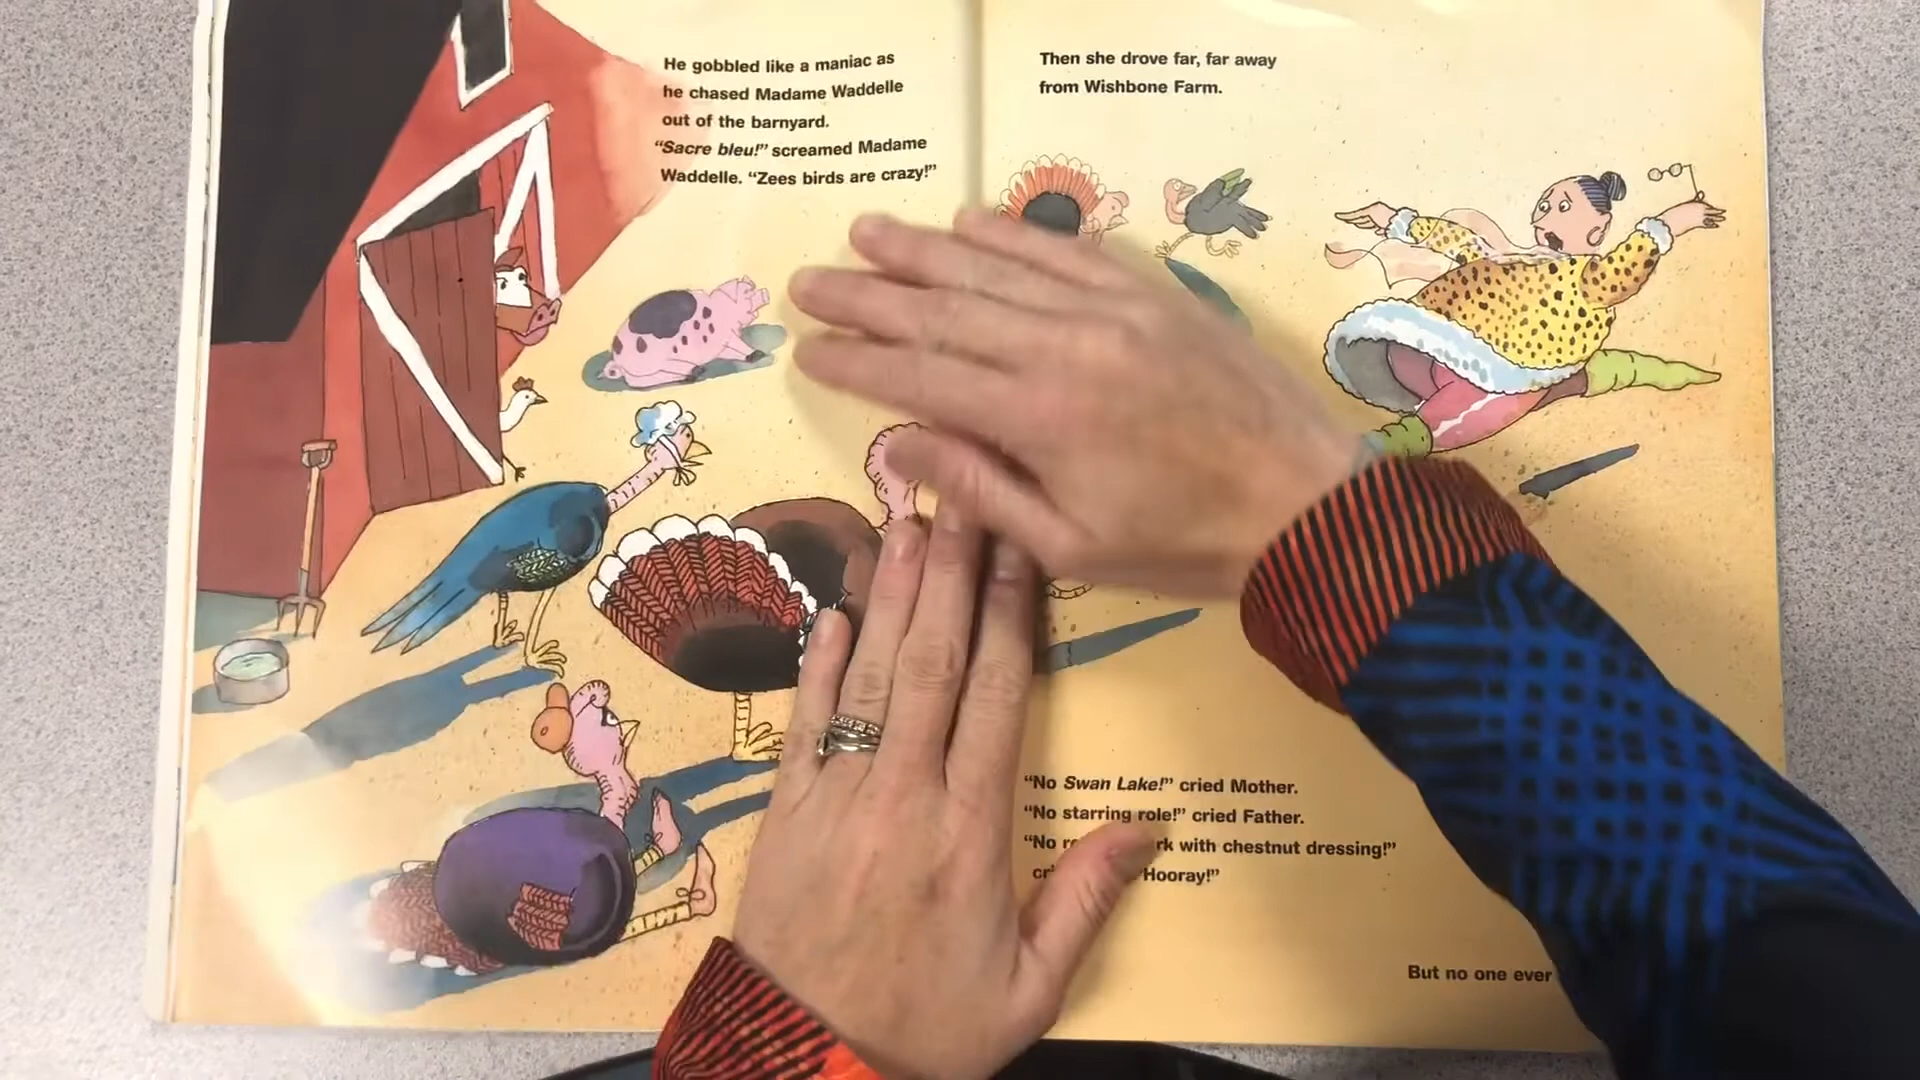 He gobbled like a maniac as
he chased Madame Waddelle
out of the barnyard.
“Sacre bleu!” screamed Madame
Waddelle. “Zees birds are crazy!”
Then she drove far, far away
from Wishbone Farm.
“No Swan Lake!” cried Mother.
“No starring role!” cried Father.
“No with chestnut dressing!”
Hooray!”
But no one ever